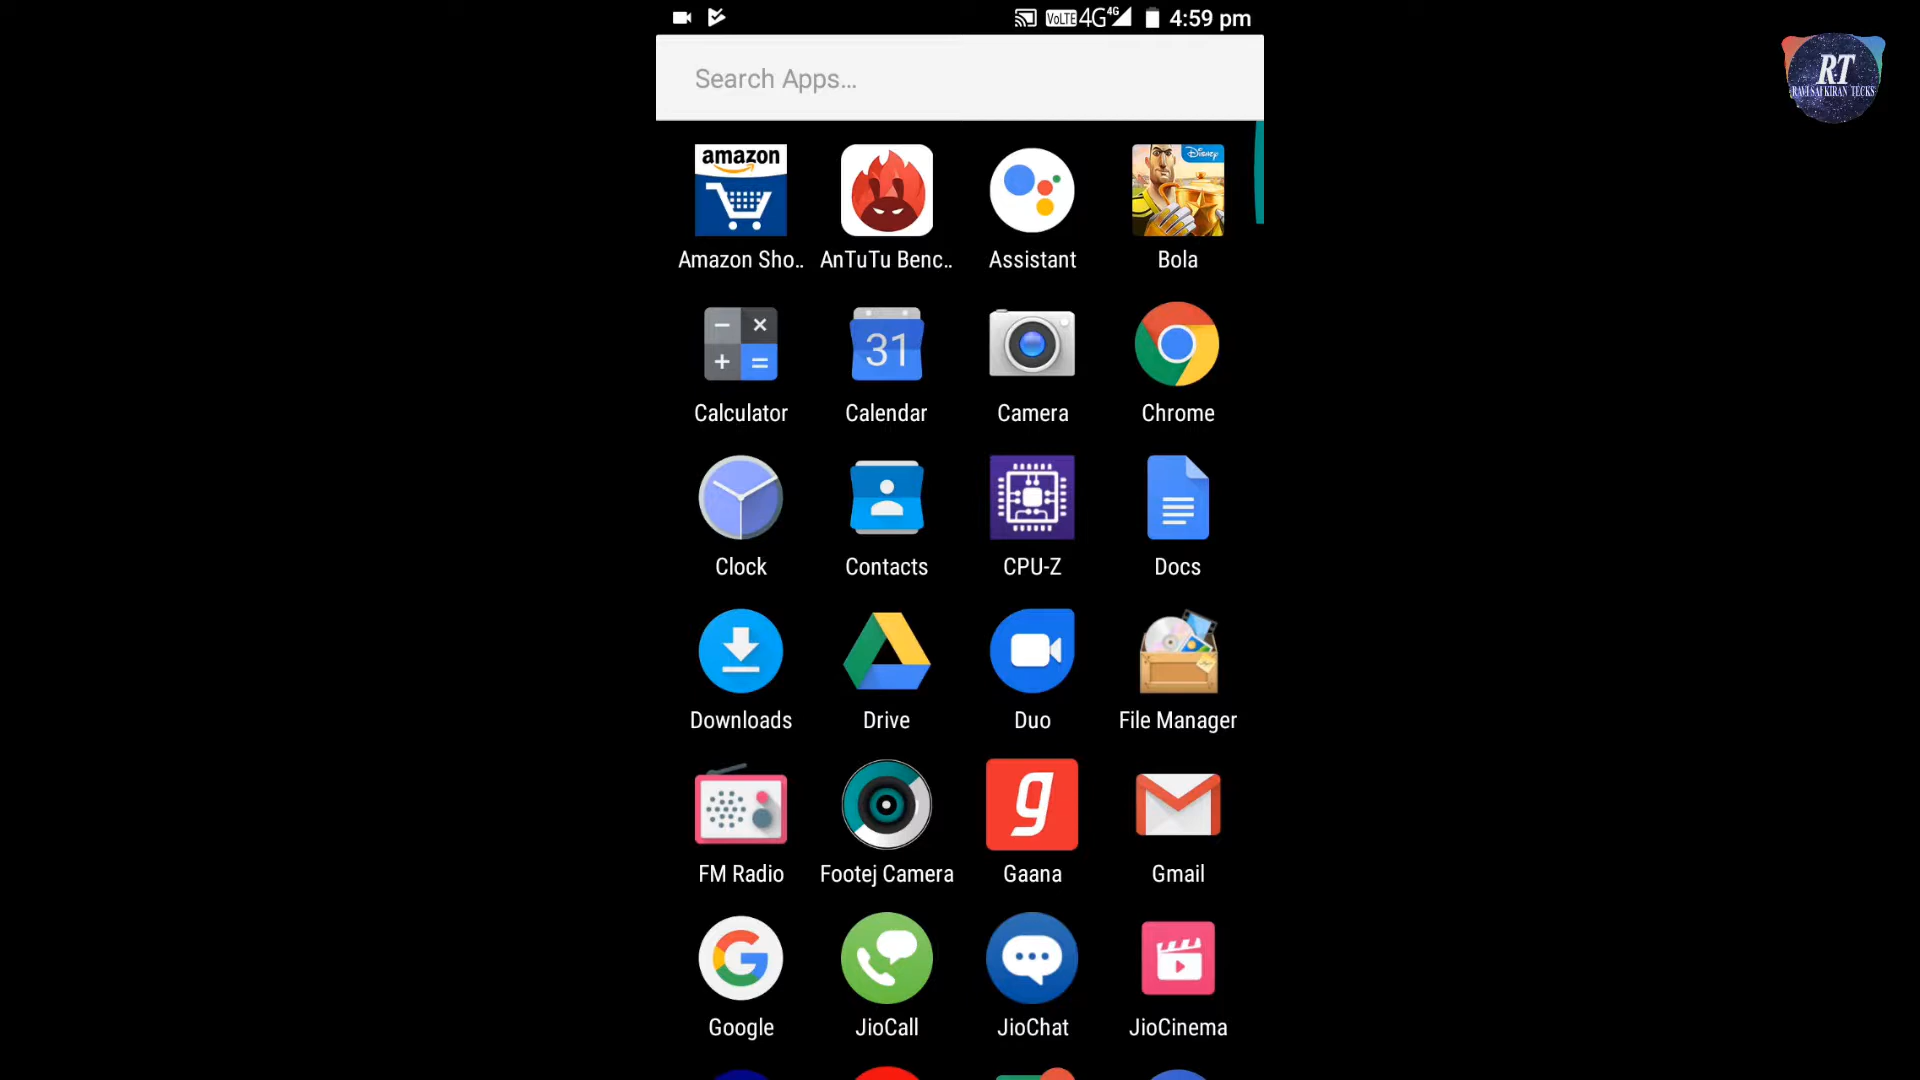 VoLTE 4G 4G 4:59 pm
Search Apps...
RT
RAVI SAI KIRAN TECKS
amazon
Disney
Amazon Sho.. AnTuTu Benc.. Assistant Bola
31
Calculator Calendar Camera Chrome
Clock Contacts CPU-Z Docs
Downloads Drive Duo File Manager
g
FM Radio Footej Camera Gaana Gmail
G
Google JioCall JioChat JioCinema